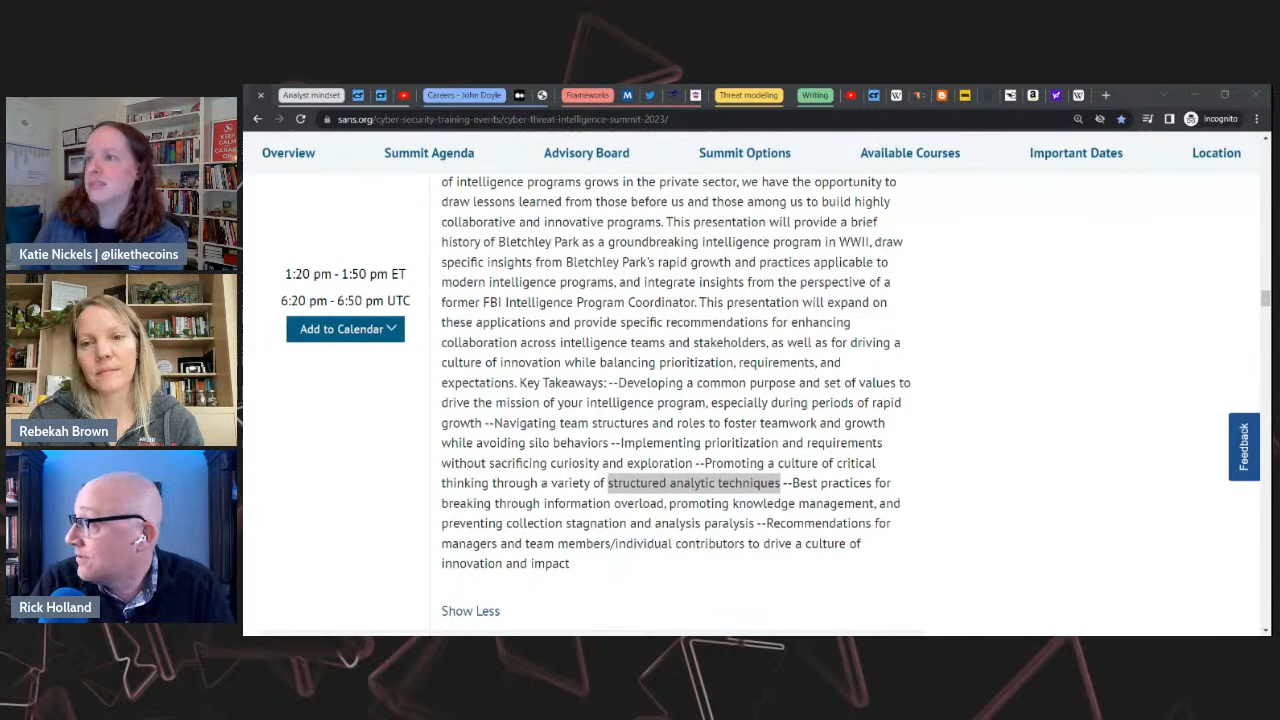 Analyst mindset
Careers - John Doyle
Frameworks
Threat modeling
Writing
sans.org/cyber-security-training-events/cyber-threat-intelligence-summit-2023/
Incognito
Overview
Summit Agenda
Advisory Board
Summit Options
Available Courses
Important Dates
Location
1:20 pm - 1:50 pm ET
6:20 pm - 6:50 pm UTC
Add to Calendar
of intelligence programs grows in the private sector, we have the opportunity to
draw lessons learned from those before us and those among us to build highly
collaborative and innovative programs. This presentation will provide a brief
history of Bletchley Park as a groundbreaking intelligence program in WWII, draw
specific insights from Bletchley Park's rapid growth and practices applicable to
modern intelligence programs, and integrate insights from the perspective of a
former FBI Intelligence Program Coordinator. This presentation will expand on
these applications and provide specific recommendations for enhancing
collaboration across intelligence teams and stakeholders, as well as for driving a
culture of innovation while balancing prioritization, requirements, and
expectations. Key Takeaways: --Developing a common purpose and set of values to
drive the mission of your intelligence program, especially during periods of rapid
growth --Navigating team structures and roles to foster teamwork and growth
while avoiding silo behaviors --Implementing prioritization and requirements
without sacrificing curiosity and exploration --Promoting a culture of critical
thinking through a variety of structured analytic techniques --Best practices for
breaking through information overload, promoting knowledge management, and
preventing collection stagnation and analysis paralysis --Recommendations for
managers and team members/individual contributors to drive a culture of
innovation and impact
Show Less
Feedback
KEEP
CALM
Katie Nickels | @likethecoins
Rebekah Brown
Rick Holland